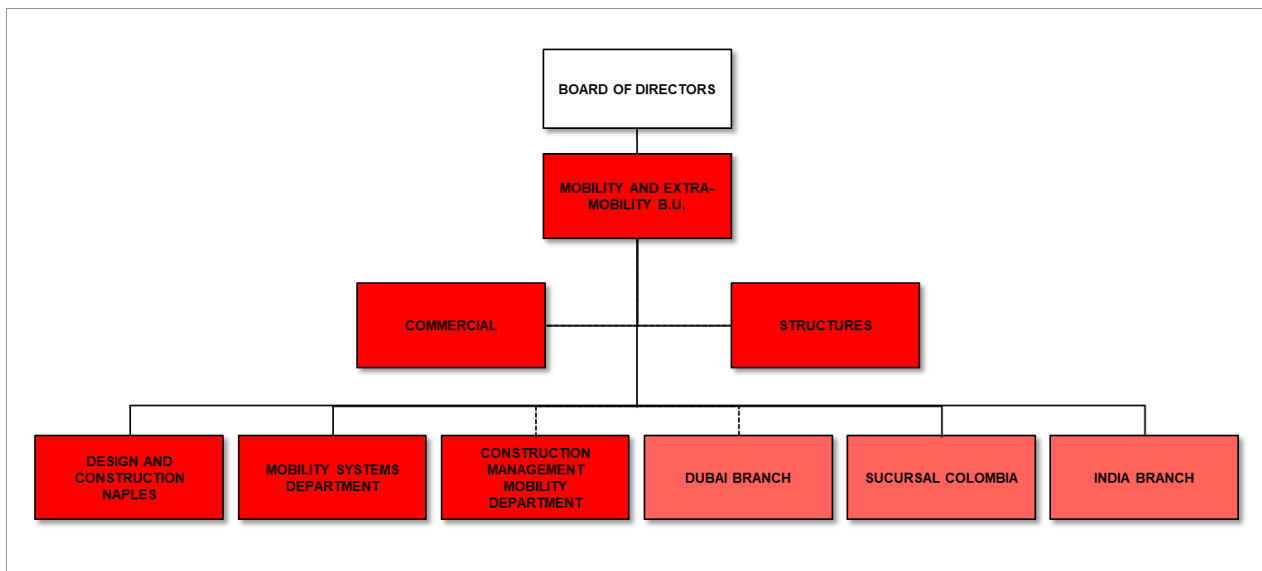 BOARD OF DIRECTORS
MOBILITY AND EXTRA-
MOBILITY B.U.
COMMERCIAL
STRUCTURES
DESIGN AND
CONSTRUCTION
NAPLES
MOBILITY SYSTEMS
DEPARTMENT
CONSTRUCTION
MANAGEMENT
MOBILITY
DEPARTMENT
DUBAI BRANCH
SUCURSAL COLOMBIA
INDIA BRANCH